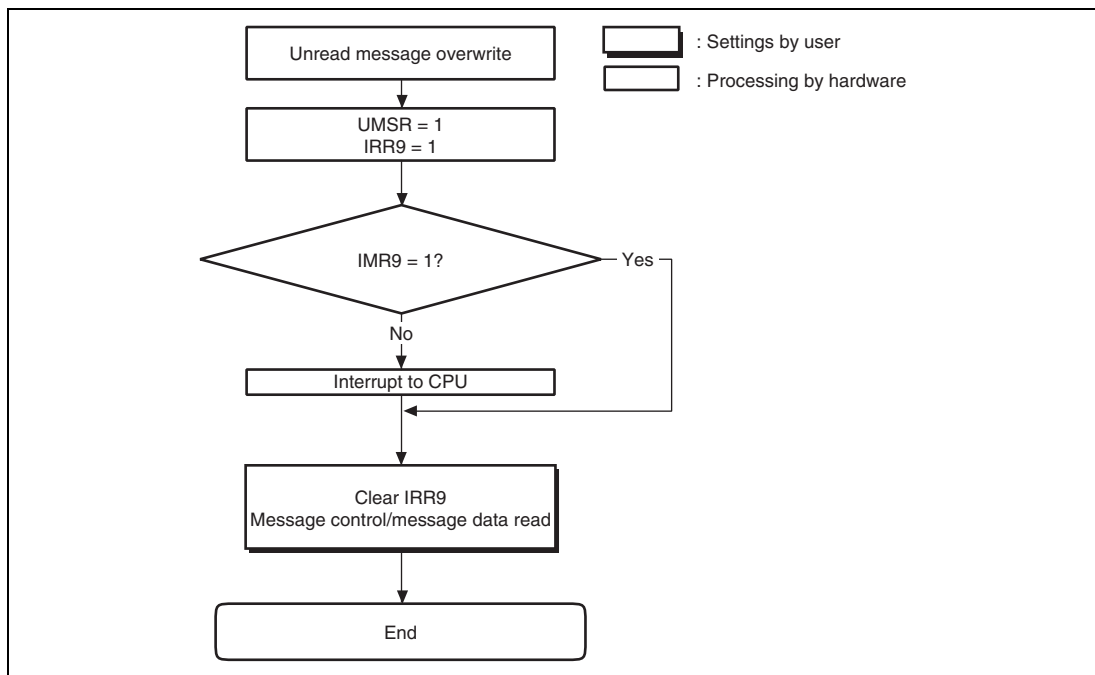 Unread message overwrite
: Settings by user
: Processing by hardware
UMSR = 1
IRR9 = 1
IMR9 = 1?
Yes
No
Interrupt to CPU
Clear IRR9
Message control/message data read
End